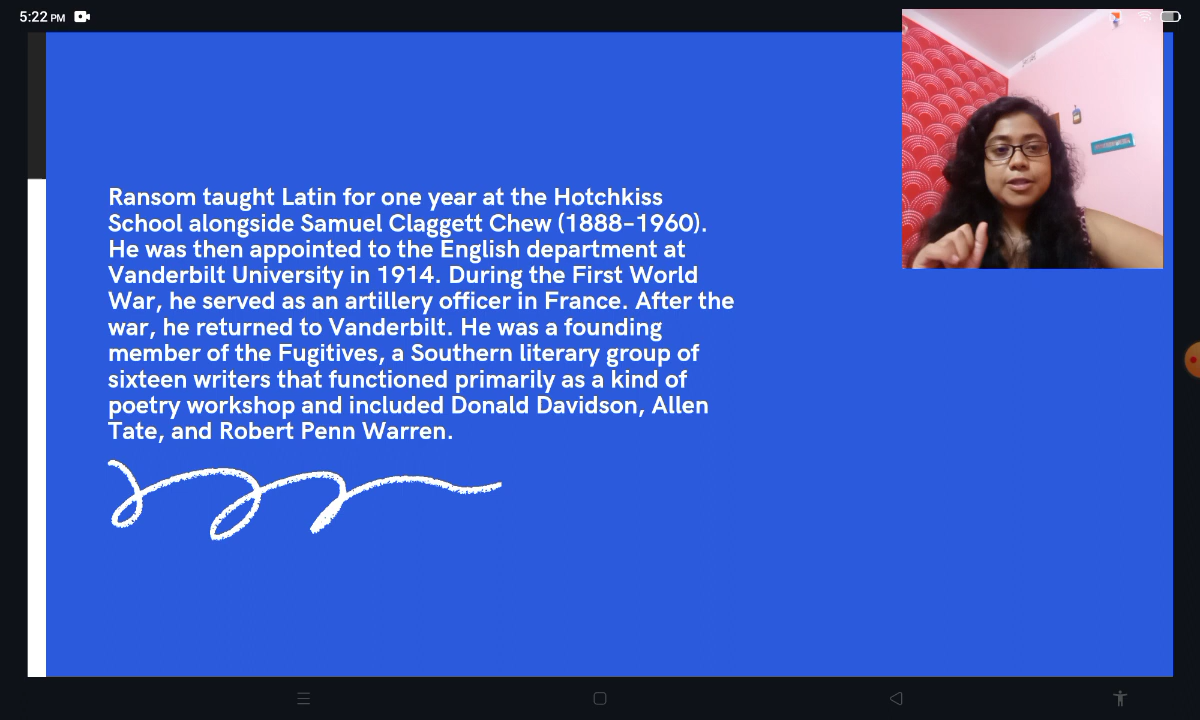 5:22 PM
Ransom taught Latin for one year at the Hotchkiss
School alongside Samuel Claggett Chew (1888–1960).
He was then appointed to the English department at
Vanderbilt University in 1914. During the First World
War, he served as an artillery officer in France. After the
war, he returned to Vanderbilt. He was a founding
member of the Fugitives, a Southern literary group of
sixteen writers that functioned primarily as a kind of
poetry workshop and included Donald Davidson, Allen
Tate, and Robert Penn Warren.